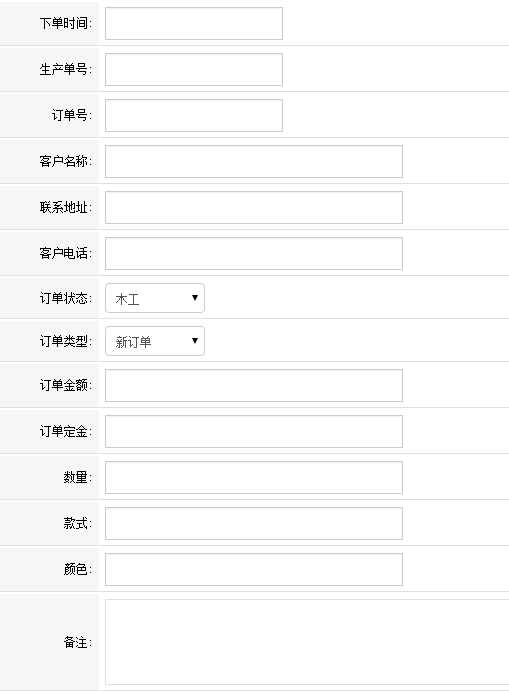 下单时间:
生产单号:
订单号:
客户名称:
联系地址:
客户电话:
订单状态: 木工
订单类型: 新订单
订单金额:
订单定金:
数量:
款式:
颜色:
备注: